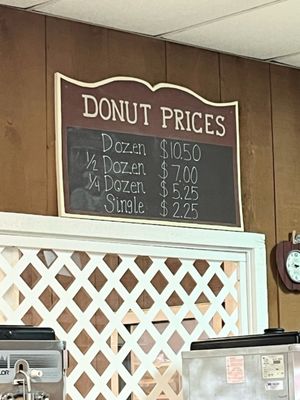 DONUT PRICES
Dozen $10.50
1/2 Dozen $7.00
1/4 Dozen $5.25
Single $2.25